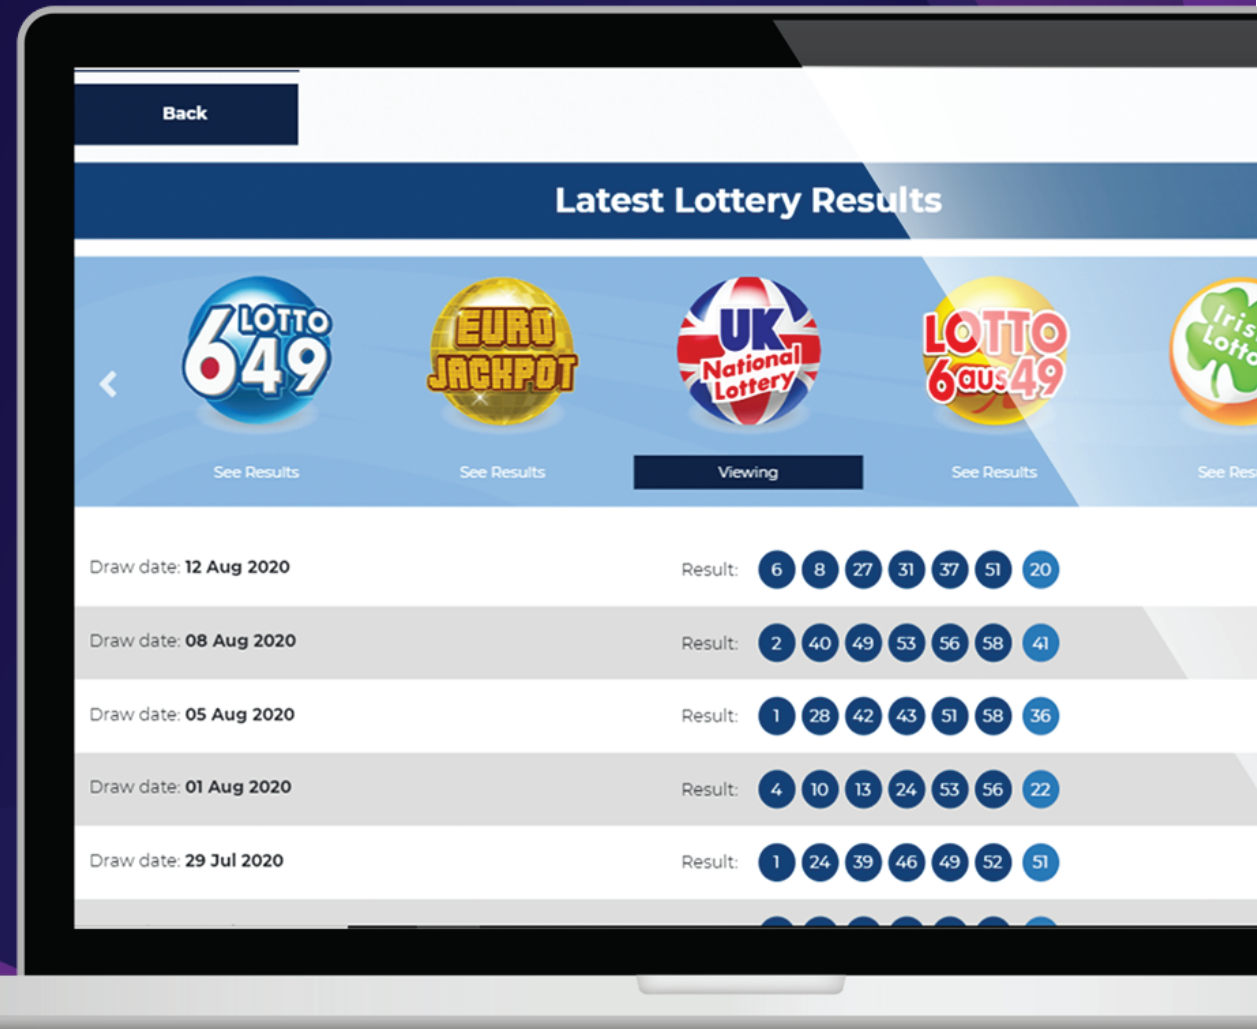 Back
Latest Lottery Results
LOTTO
649
EURO
JACKPOT
UK
National
Lottery
LOTTO
6aus49
Lotto
See Results
See Results
Viewing
See Results
See
Draw date: 12 Aug 2020 Result: 6 8 27 31 37 51 20
Draw date: 08 Aug 2020 Result: 2 40 49 53 56 58 41
Draw date: 05 Aug 2020 Result: 1 28 42 43 51 58 36
Draw date: 01 Aug 2020 Result: 4 10 13 24 53 56 22
Draw date: 29 Jul 2020 Result: 1 24 39 46 49 52 51